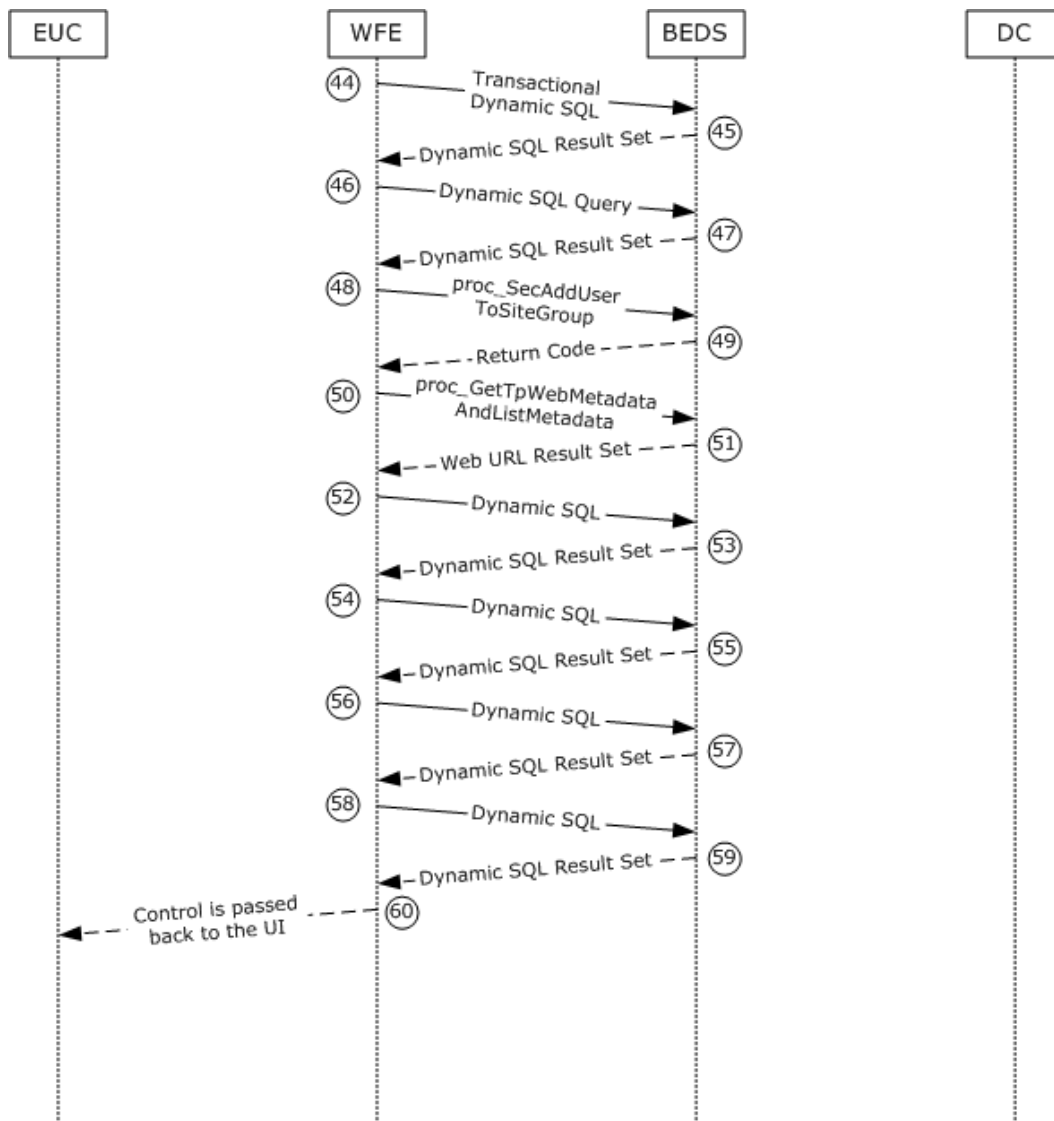 EUC
WFE
BEDS
DC
44
Transactional
Dynamic SQL
45
Dynamic SQL Result Set
46
Dynamic SQL Query
47
Dynamic SQL Result Set
48
proc_SecAddUser
ToSiteGroup
49
Return Code
50
proc_GetTpWebMetadata
AndListMetadata
51
Web URL Result Set
52
Dynamic SQL
53
Dynamic SQL Result Set
54
Dynamic SQL
55
Dynamic SQL Result Set
56
Dynamic SQL
57
Dynamic SQL Result Set
58
Dynamic SQL
59
Dynamic SQL Result Set
60
Control is passed
back to the UI